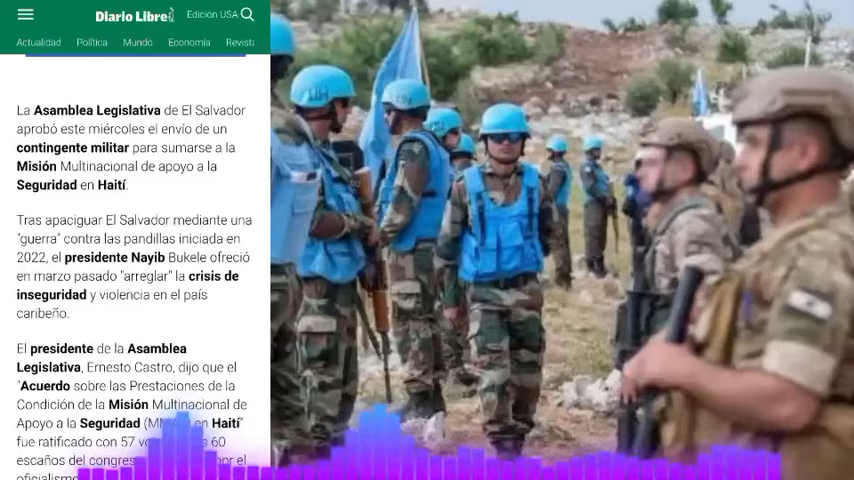 Diario Libre
Edición USA
Actualidad Política Mundo Economía Revista
La Asamblea Legislativa de El Salvador
aprobó este miércoles el envío de un
contingente militar para sumarse a la
Misión Multinacional de apoyo a la
Seguridad en Haití.
Tras apaciguar El Salvador mediante una
"guerra" contra las pandillas iniciada en
2022, el presidente Nayib Bukele ofreció
en marzo pasado "arreglar" la crisis de
inseguridad y violencia en el país
caribeño.
El presidente de la Asamblea
Legislativa, Ernesto Castro, dijo que el
"Acuerdo sobre las Prestaciones de la
Condición de la Misión Multinacional de
Apoyo a la Seguridad en Haití"
fue ratificado con 57 60
escaños del el
oficialismo